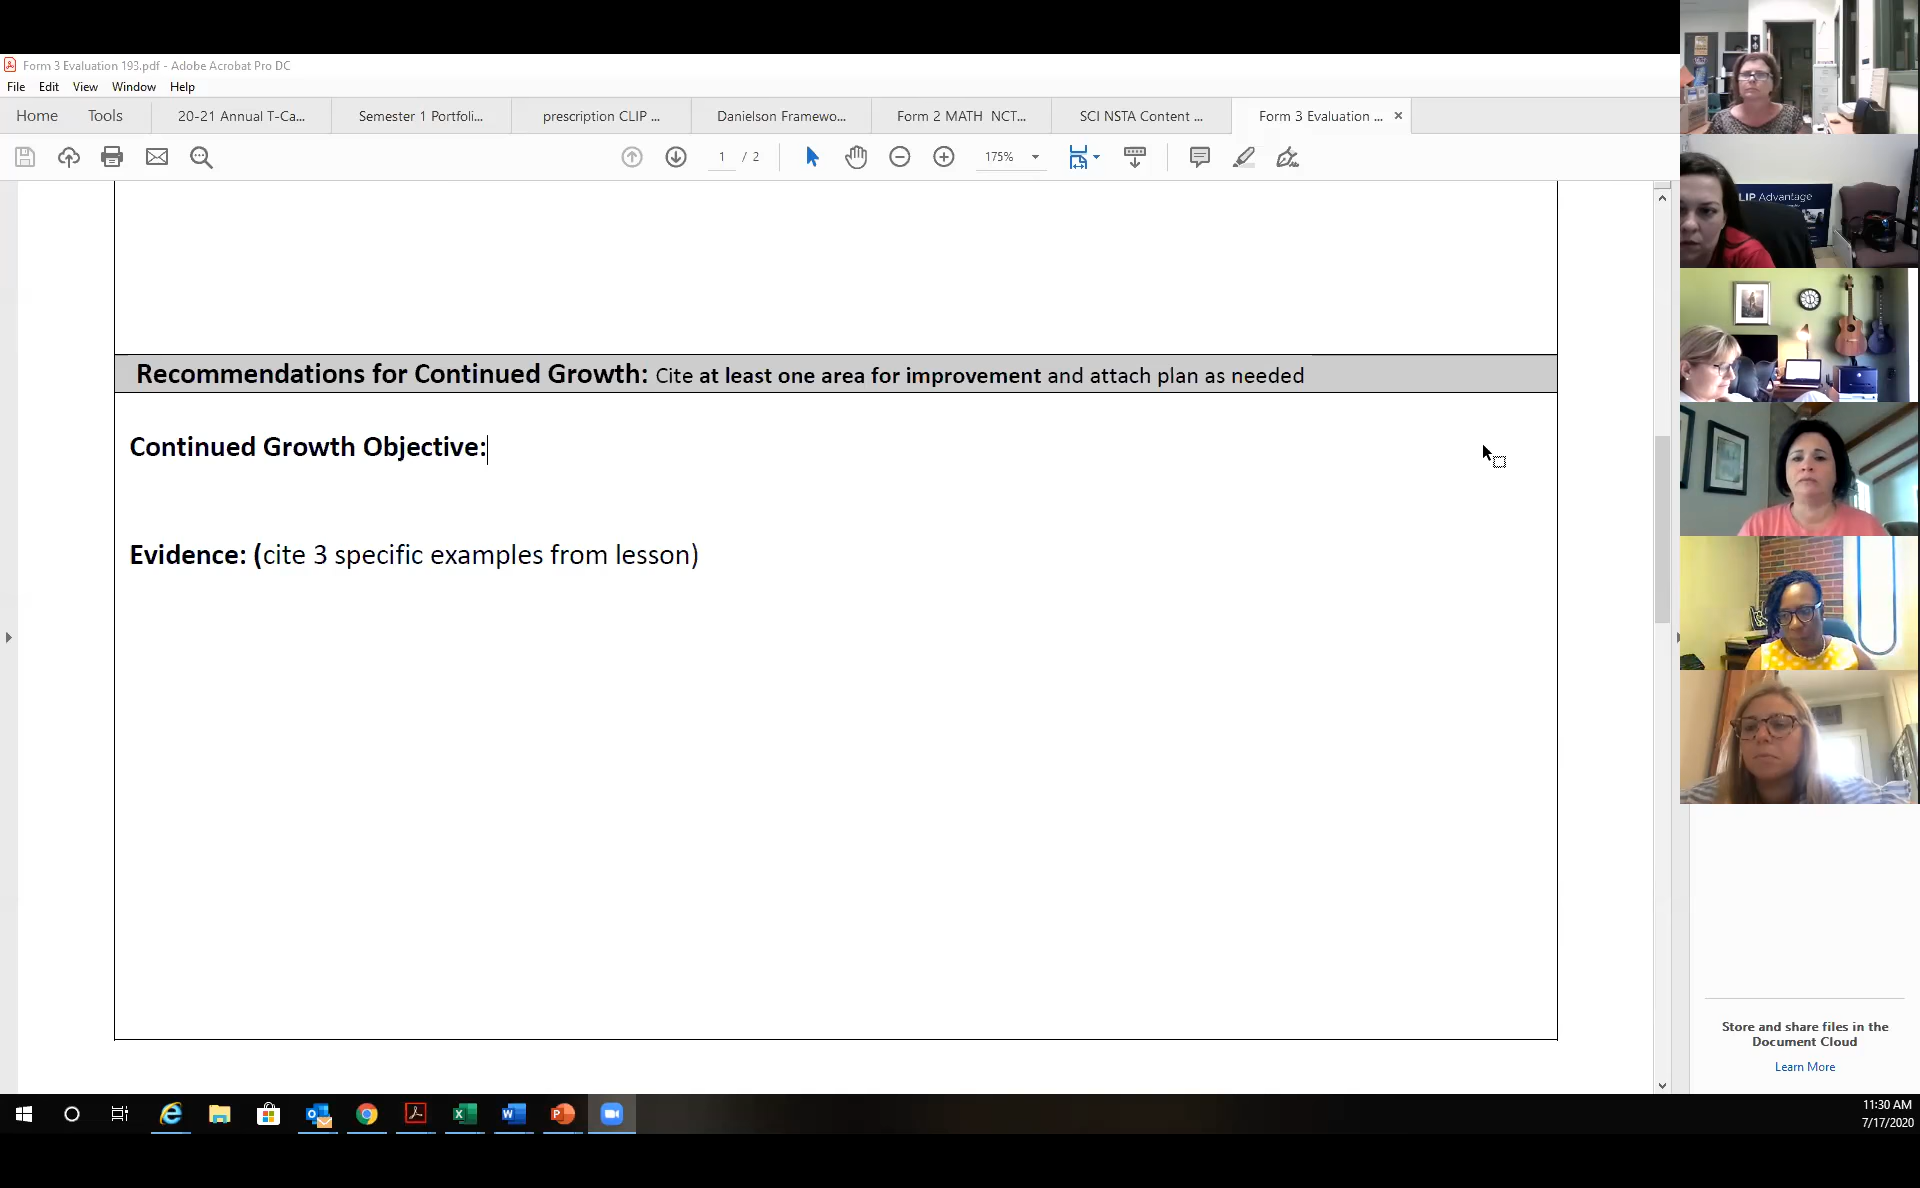 Form 3 Evaluation 193.pdf - Adobe Acrobat Pro DC
File Edit View Window Help
Home Tools 20-21 Annual T-Ca... Semester 1 Portfoli... prescription CLIP ... Danielson Framewo... Form 2 MATH NCT... SCI NSTA Content ... Form 3 Evaluation ...
1 / 2 175%
LIP Advantage
Recommendations for Continued Growth: Cite at least one area for improvement and attach plan as needed
Continued Growth Objective:
Evidence: (cite 3 specific examples from lesson)
Store and share files in the
Document Cloud
Learn More
11:30 AM
7/17/2020